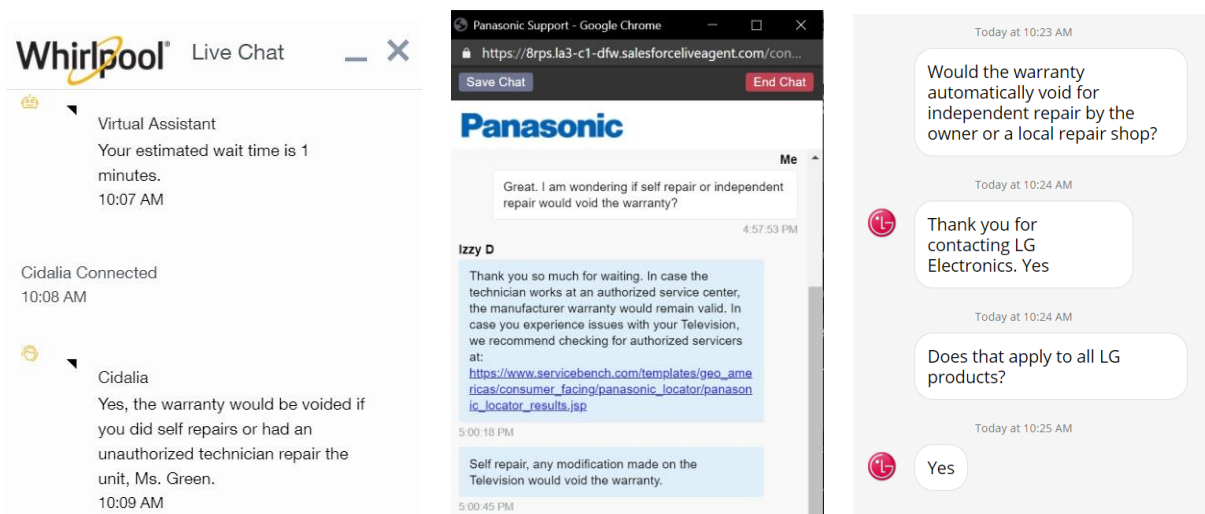 Whirlpool Live Chat
Virtual Assistant
Your estimated wait time is 1
minutes.
10:07 AM
Cidalia Connected
10:08 AM
Cidalia
Yes, the warranty would be voided if
you did self repairs or had an
unauthorized technician repair the
unit, Ms. Green.
10:09 AM
Panasonic Support - Google Chrome
https://8rps.la3-c1-dfw.salesforceliveagent.com/con...
Save Chat End Chat
Panasonic
Me
Great. I am wondering if self repair or independent
repair would void the warranty?
4:57:53 PM
Izzy D
Thank you so much for waiting. In case the
technician works at an authorized service center,
the manufacturer warranty would remain valid. In
case you experience issues with your Television,
we recommend checking for authorized servicers
at:
https://www.servicebench.com/templates/geo_ame
ricas/consumer_facing/panasonic_locator/panason
ic_locator_results.jsp
5:00:18 PM
Self repair, any modification made on the
Television would void the warranty.
5:00:45 PM
Today at 10:23 AM
Would the warranty
automatically void for
independent repair by the
owner or a local repair shop?
Today at 10:24 AM
Thank you for
contacting LG
Electronics. Yes
Today at 10:24 AM
Does that apply to all LG
products?
Today at 10:25 AM
Yes